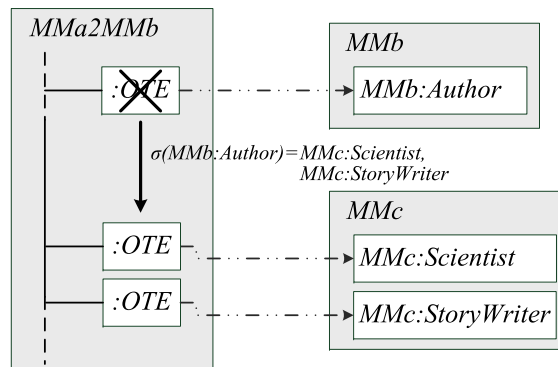 MMa2MMb
MMb
:OTE
MMb:Author
σ(MMb:Author)=MMc:Scientist,
MMc:StoryWriter
MMc
:OTE
MMc:Scientist
:OTE
MMc:StoryWriter